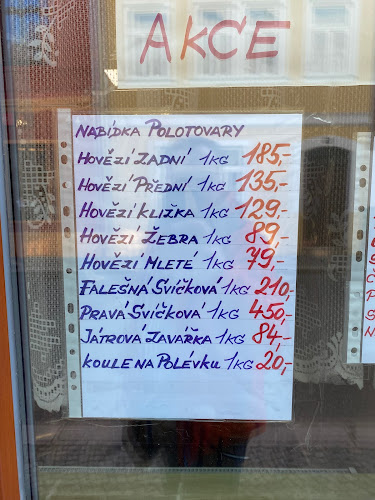 AKCE
NABÍDKA POLOTOVARY
HOVĚZÍ ZADNÍ 1KG 185,-
HOVĚZÍ PŘEDNÍ 1KG 135,-
HOVĚZÍ KLIŽKA 1KG 129,-
HOVĚZÍ ŽEBRA 1KG 89,-
HOVĚZÍ MLETÉ 1KG 79,-
FALEŠNÁ SVÍČKOVÁ 1KG 210,
PRAVÁ SVÍČKOVÁ 1KG 450,-
JÁTROVÁ ZAVÁŘKA 1KG 84,-
KOULE NA POLÉVKU 1KG 20,-